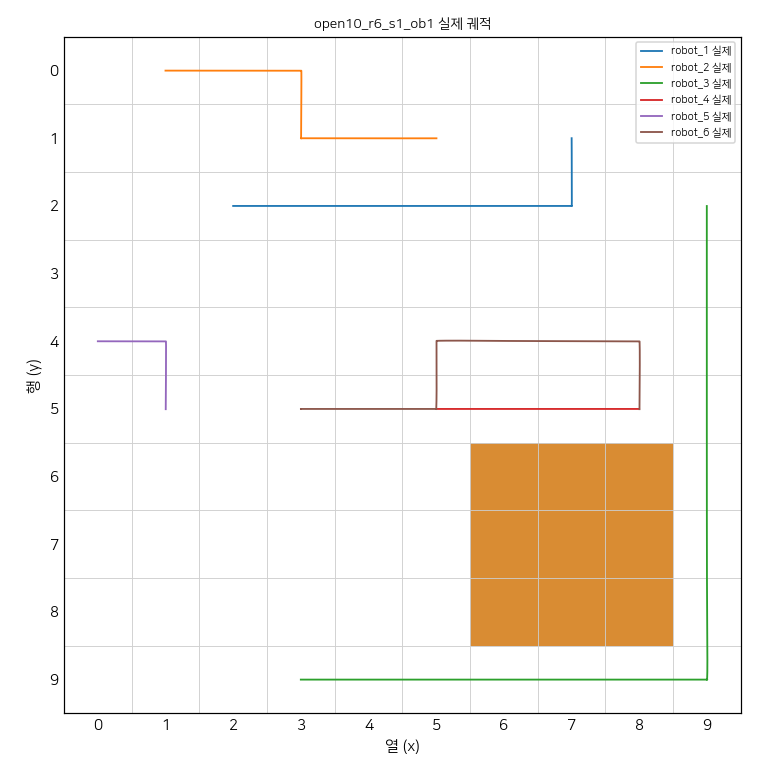 open10_r6_s1_ob1 실제 궤적
robot_1 실제
robot_2 실제
robot_3 실제
robot_4 실제
robot_5 실제
robot_6 실제
0
1
2
3
4
5
6
7
8
9
행 (y)
0 1 2 3 4 5 6 7 8 9
열 (x)